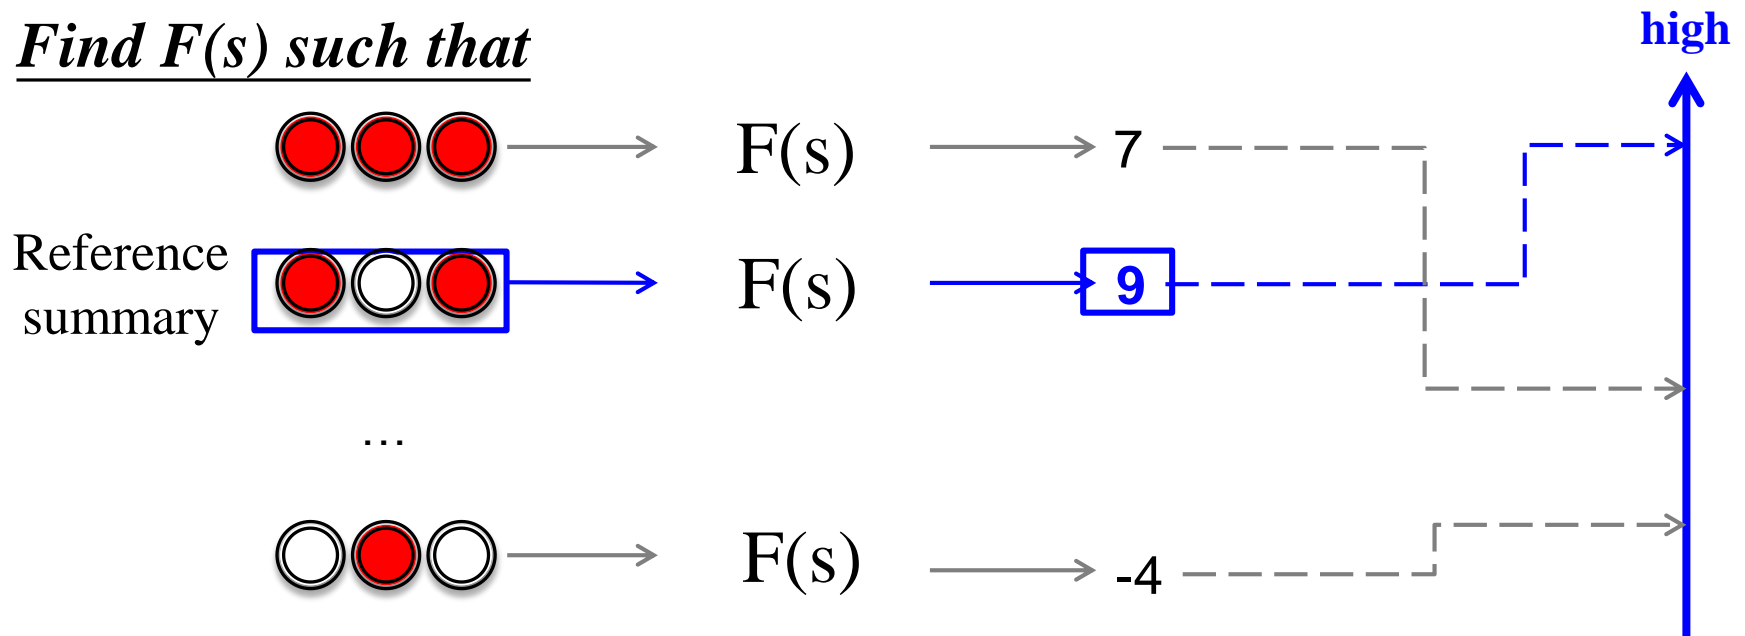 Find F(s) such that
high
F(s)
7
Reference
summary
F(s)
9
...
F(s)
-4